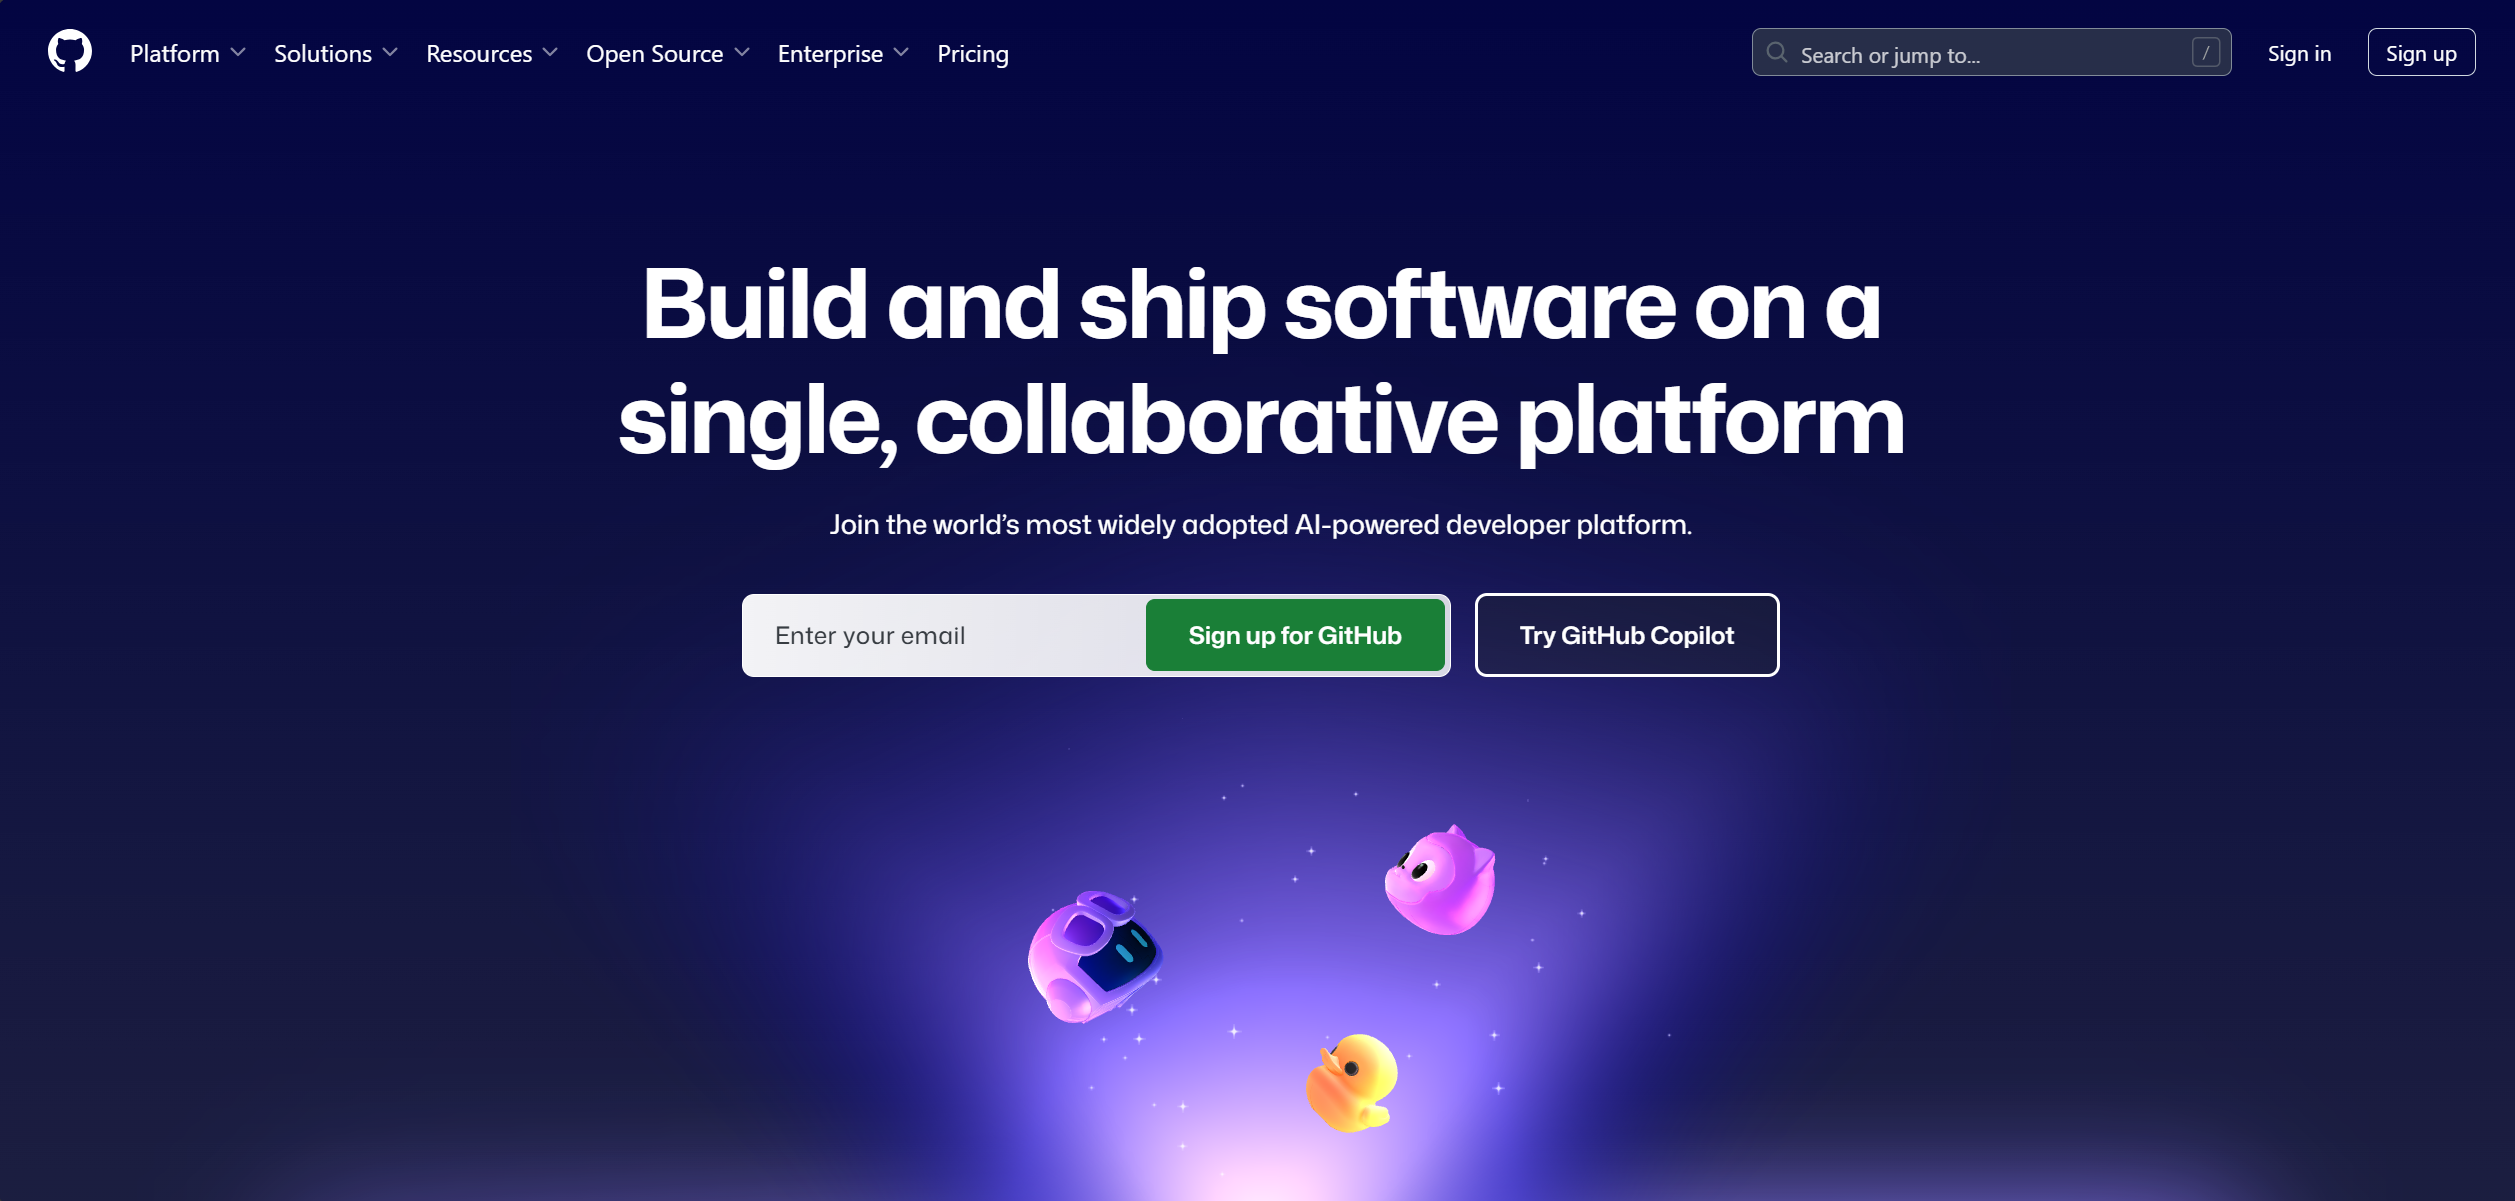 Platform Solutions Resources Open Source Enterprise Pricing Search or jump to... / Sign in Sign up
Build and ship software on a
single, collaborative platform
Join the world’s most widely adopted AI-powered developer platform.
Enter your email Sign up for GitHub Try GitHub Copilot